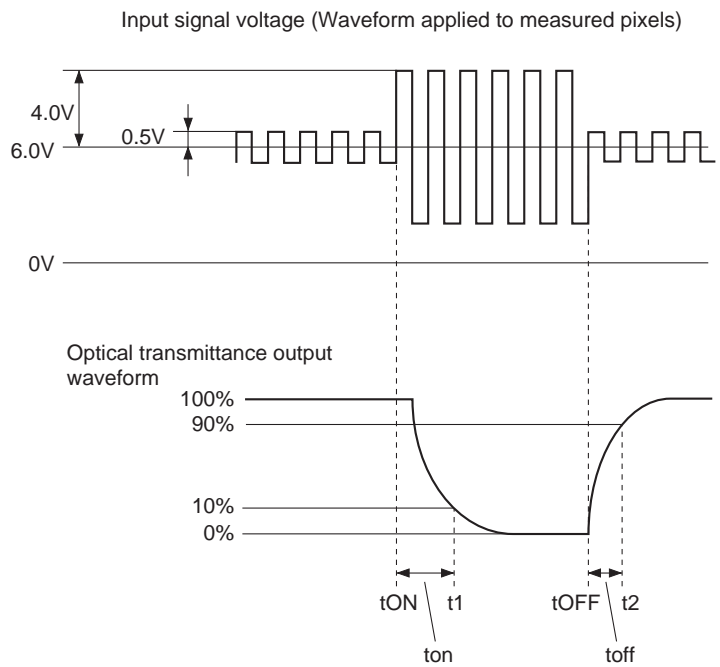 Input signal voltage (Waveform applied to measured pixels)
4.0V
0.5V
6.0V
0V
Optical transmittance output
waveform
100%
90%
10%
0%
tON
t1
tOFF
t2
ton
toff